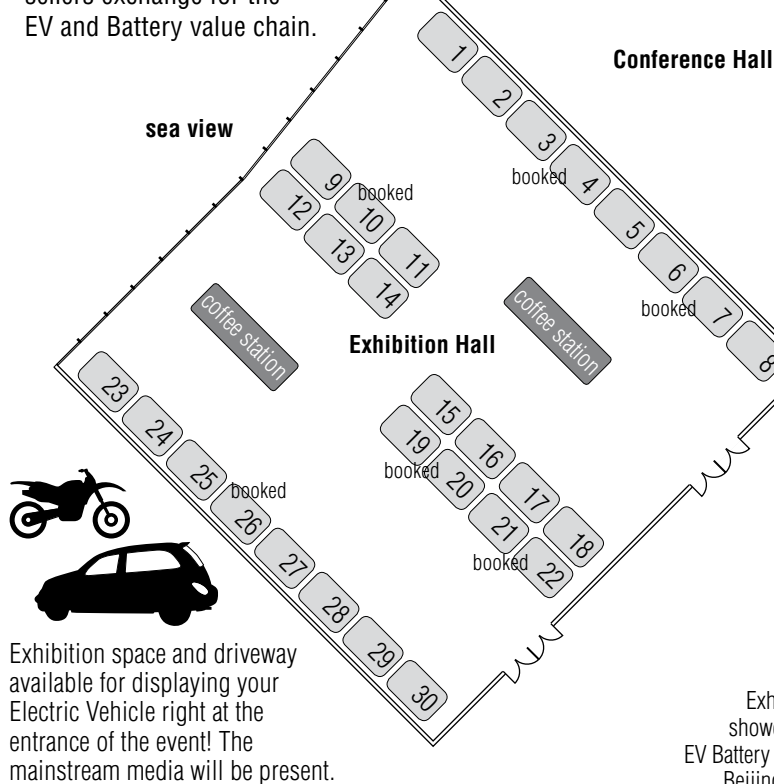 sellers exchange for the
EV and Battery value chain.
Conference Hall
sea view
1
2
3
booked
4
5
6
booked
7
8
9
booked
10
11
12
13
14
coffee station
Exhibition Hall
coffee station
15
16
17
18
19
booked
20
21
booked
22
23
24
25
booked
26
27
28
29
30
Exhibition space and driveway
available for displaying your
Electric Vehicle right at the
entrance of the event! The
mainstream media will be present.
EV Battery